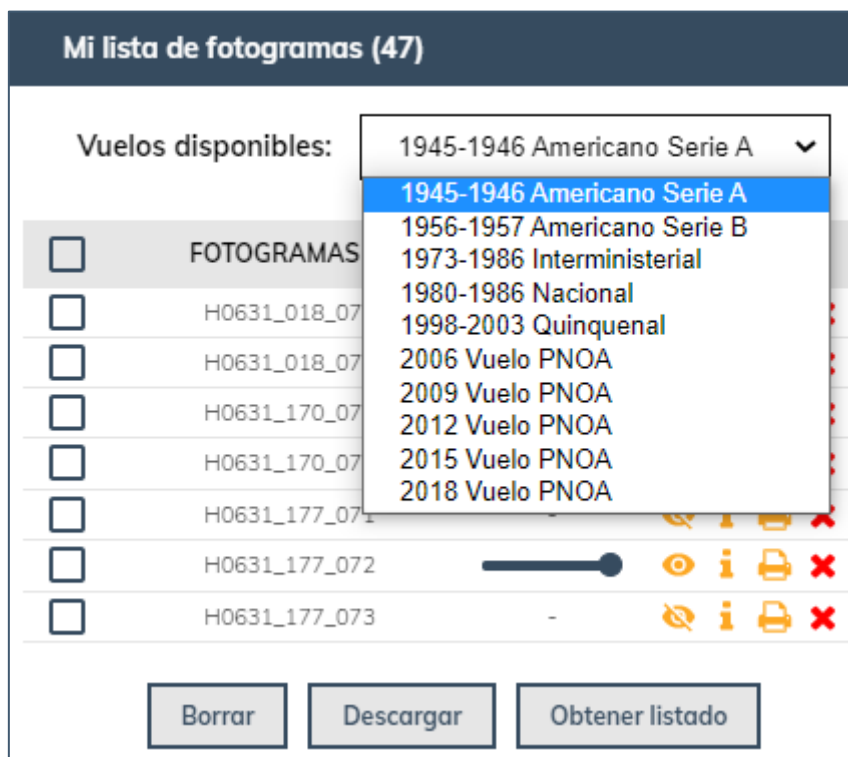 Mi lista de fotogramas (47)
Vuelos disponibles: 1945-1946 Americano Serie A
1945-1946 Americano Serie A
1956-1957 Americano Serie B
1973-1986 Interministerial
1980-1986 Nacional
1998-2003 Quinquenal
2006 Vuelo PNOA
2009 Vuelo PNOA
2012 Vuelo PNOA
2015 Vuelo PNOA
2018 Vuelo PNOA
FOTOGRAMAS
H0631_018_07
H0631_018_07
H0631_170_07
H0631_170_07
H0631_177_071 -
H0631_177_072
H0631_177_073 -
Borrar Descargar Obtener listado